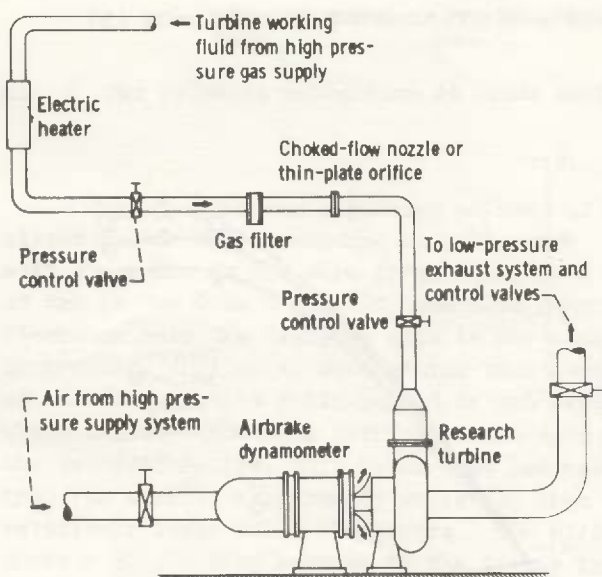 Turbine working
fluid from high pres-
sure gas supply
Electric
heater
Choked-flow nozzle or
thin-plate orifice
Gas filter
Pressure
control valve
To low-pressure
exhaust system and
control valves
Pressure
control valve
Air from high pres-
sure supply system
Airbrake
dynamometer
Research
turbine